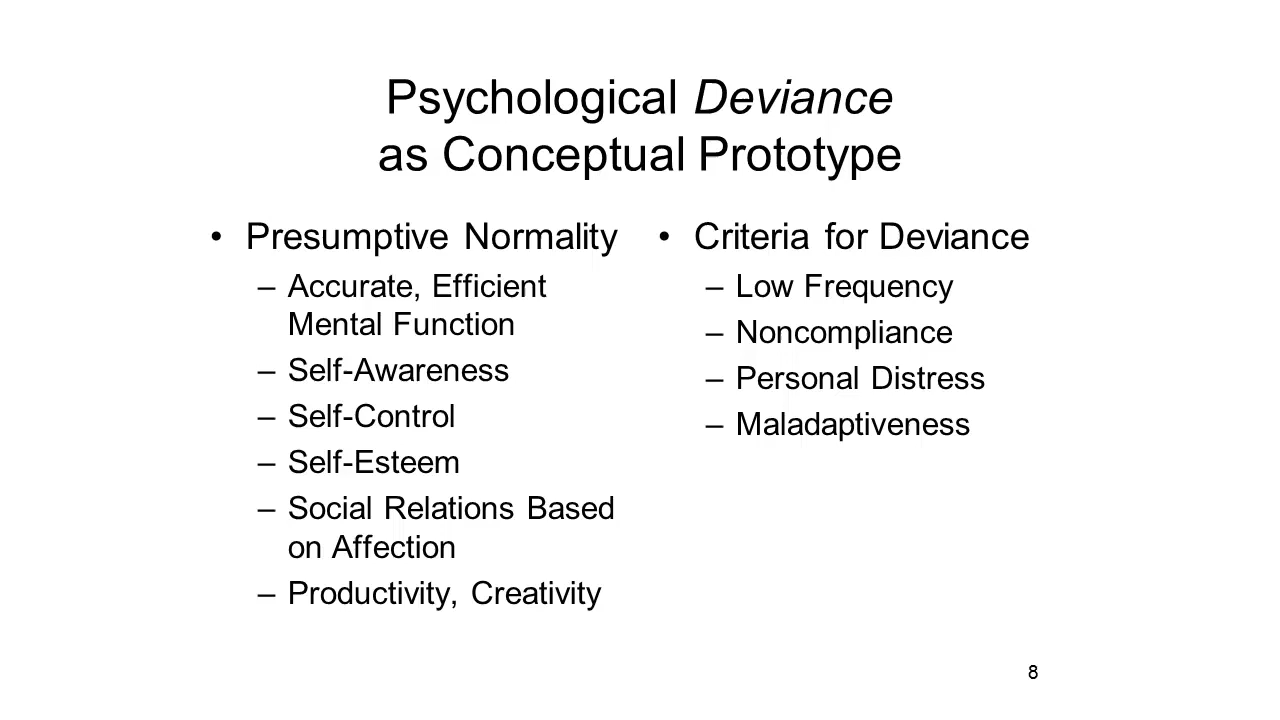 Psychological Deviance
as Conceptual Prototype
• Presumptive Normality
– Accurate, Efficient
Mental Function
– Self-Awareness
– Self-Control
– Self-Esteem
– Social Relations Based
on Affection
– Productivity, Creativity
• Criteria for Deviance
– Low Frequency
– Noncompliance
– Personal Distress
– Maladaptiveness
8